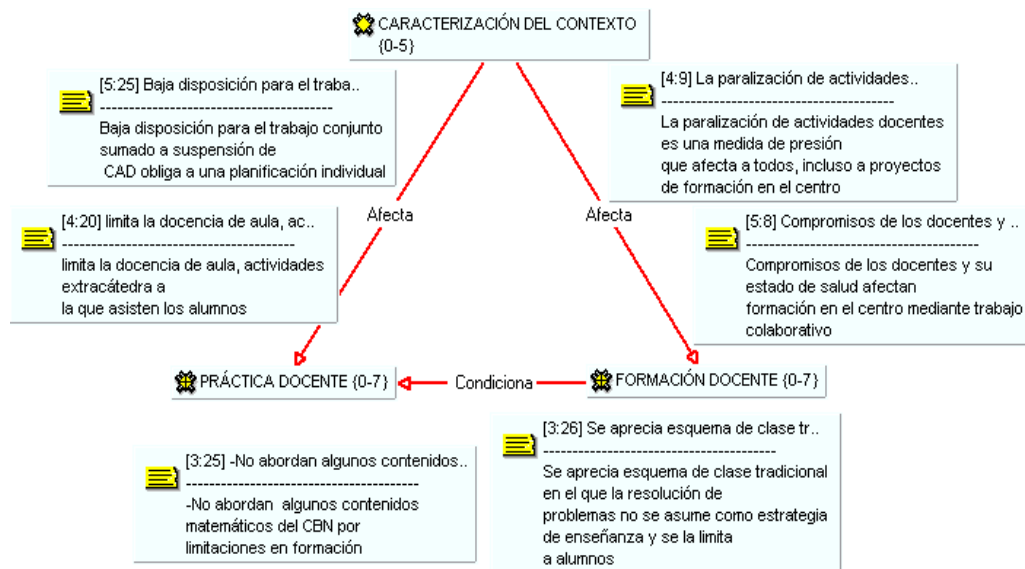 CARACTERIZACIÓN DEL CONTEXTO
{0-5}
[5:25] Baja disposición para el traba..
----------------------------------------
Baja disposición para el trabajo conjunto
sumado a suspensión de
CAD obliga a una planificación individual
[4:9] La paralización de actividades...
----------------------------------------
La paralización de actividades docentes
es una medida de presión
que afecta a todos, incluso a proyectos
de formación en el centro
[4:20] limita la docencia de aula, ac..
----------------------------------------
limita la docencia de aula, actividades
extracátedra a
la que asisten los alumnos
Afecta
Afecta
[5:8] Compromisos de los docentes y ..
----------------------------------------
Compromisos de los docentes y su
estado de salud afectan
formación en el centro mediante trabajo
colaborativo
PRÁCTICA DOCENTE {0-7}
Condiciona
FORMACIÓN DOCENTE {0-7}
[3:25] -No abordan algunos contenidos..
----------------------------------------
-No abordan algunos contenidos
matemáticos del CBN por
limitaciones en formación
[3:26] Se aprecia esquema de clase tr..
----------------------------------------
Se aprecia esquema de clase tradicional
en el que la resolución de
problemas no se asume como estrategia
de enseñanza y se la limita
a alumnos